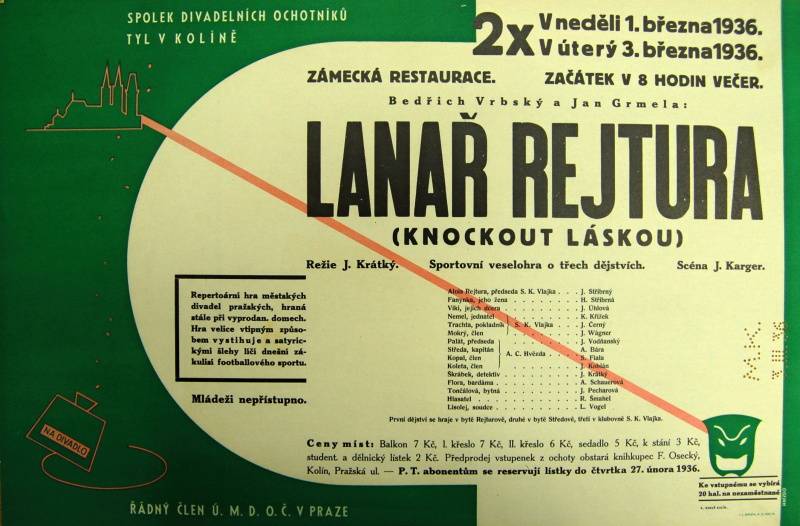 SPOLEK DIVADELNÍCH OCHOTNÍKŮ
TYL V KOLÍNĚ
2x V neděli 1. března 1936.
V úterý 3. března 1936.
ZÁMECKÁ RESTAURACE. ZAČÁTEK V 8 HODIN VEČER.
Bedřich Vrbský a Jan Grmela:
LANAŘ REJTURA
(KNOCKOUT LÁSKOU)
Režie J. Krátký. Sportovní veselohra o třech dějstvích. Scéna J. Karger.
Repertoární hra městských
divadel pražských, hraná
stále při vyprodan. domech.
Hra velice vtipným způso-
bem vystihuje a satyric-
kými šlehy líčí dnešní zá-
kulisí footballového sportu.
Mládeži nepřístupno.
Alois Rejtura, předseda S. K. Vlajka . . J. Stříbrný
Fanynka, jeho žena . . . . . . . . H. Stříbrná
Viki, jejich dcera . . . . . . . . J. Úhlová
Nemel, jednatel K. Křížek
Trachta, pokladník S. K. Vlajka . . . J. Černý
Mokrý, člen J. Wágner
Palát, předseda J. Vodňanský
Středa, kapitán A. Bára
Kopal, člen A. C. Hvězda . . . . S. Fiala
Koleta, člen J. Kobián
Škrábek, detektiv . . . . . . . . J. Krátký
Flora, bardáma . . . . . . . . . A. Schauerová
Tončálová, bytná . . . . . . . . J. Pecharová
Hlasatel . . . . . . . . . . . R. Šmahel
Lisolej, soudce . . . . . . . . . L. Vogel
První dějství se hraje v bytě Rejturově, druhé v bytě Středově, třetí v klubovně S. K. Vlajka.
Ceny míst: Balkon 7 Kč, I. křeslo 7 Kč, II. křeslo 6 Kč, sedadlo 5 Kč, k stání 3 Kč,
student. a dělnický lístek 2 Kč. Předprodej vstupenek z ochoty obstará knihkupec F. Osecký,
Kolín, Pražská ul. — P. T. abonentům se reservují lístky do čtvrtka 27. února 1936.
NA DIVADLO
Ke vstupnému se vybírá
20 hal. na nezaměstnané
ŘÁDNÝ ČLEN Ú. M. D. O. Č. V PRAZE